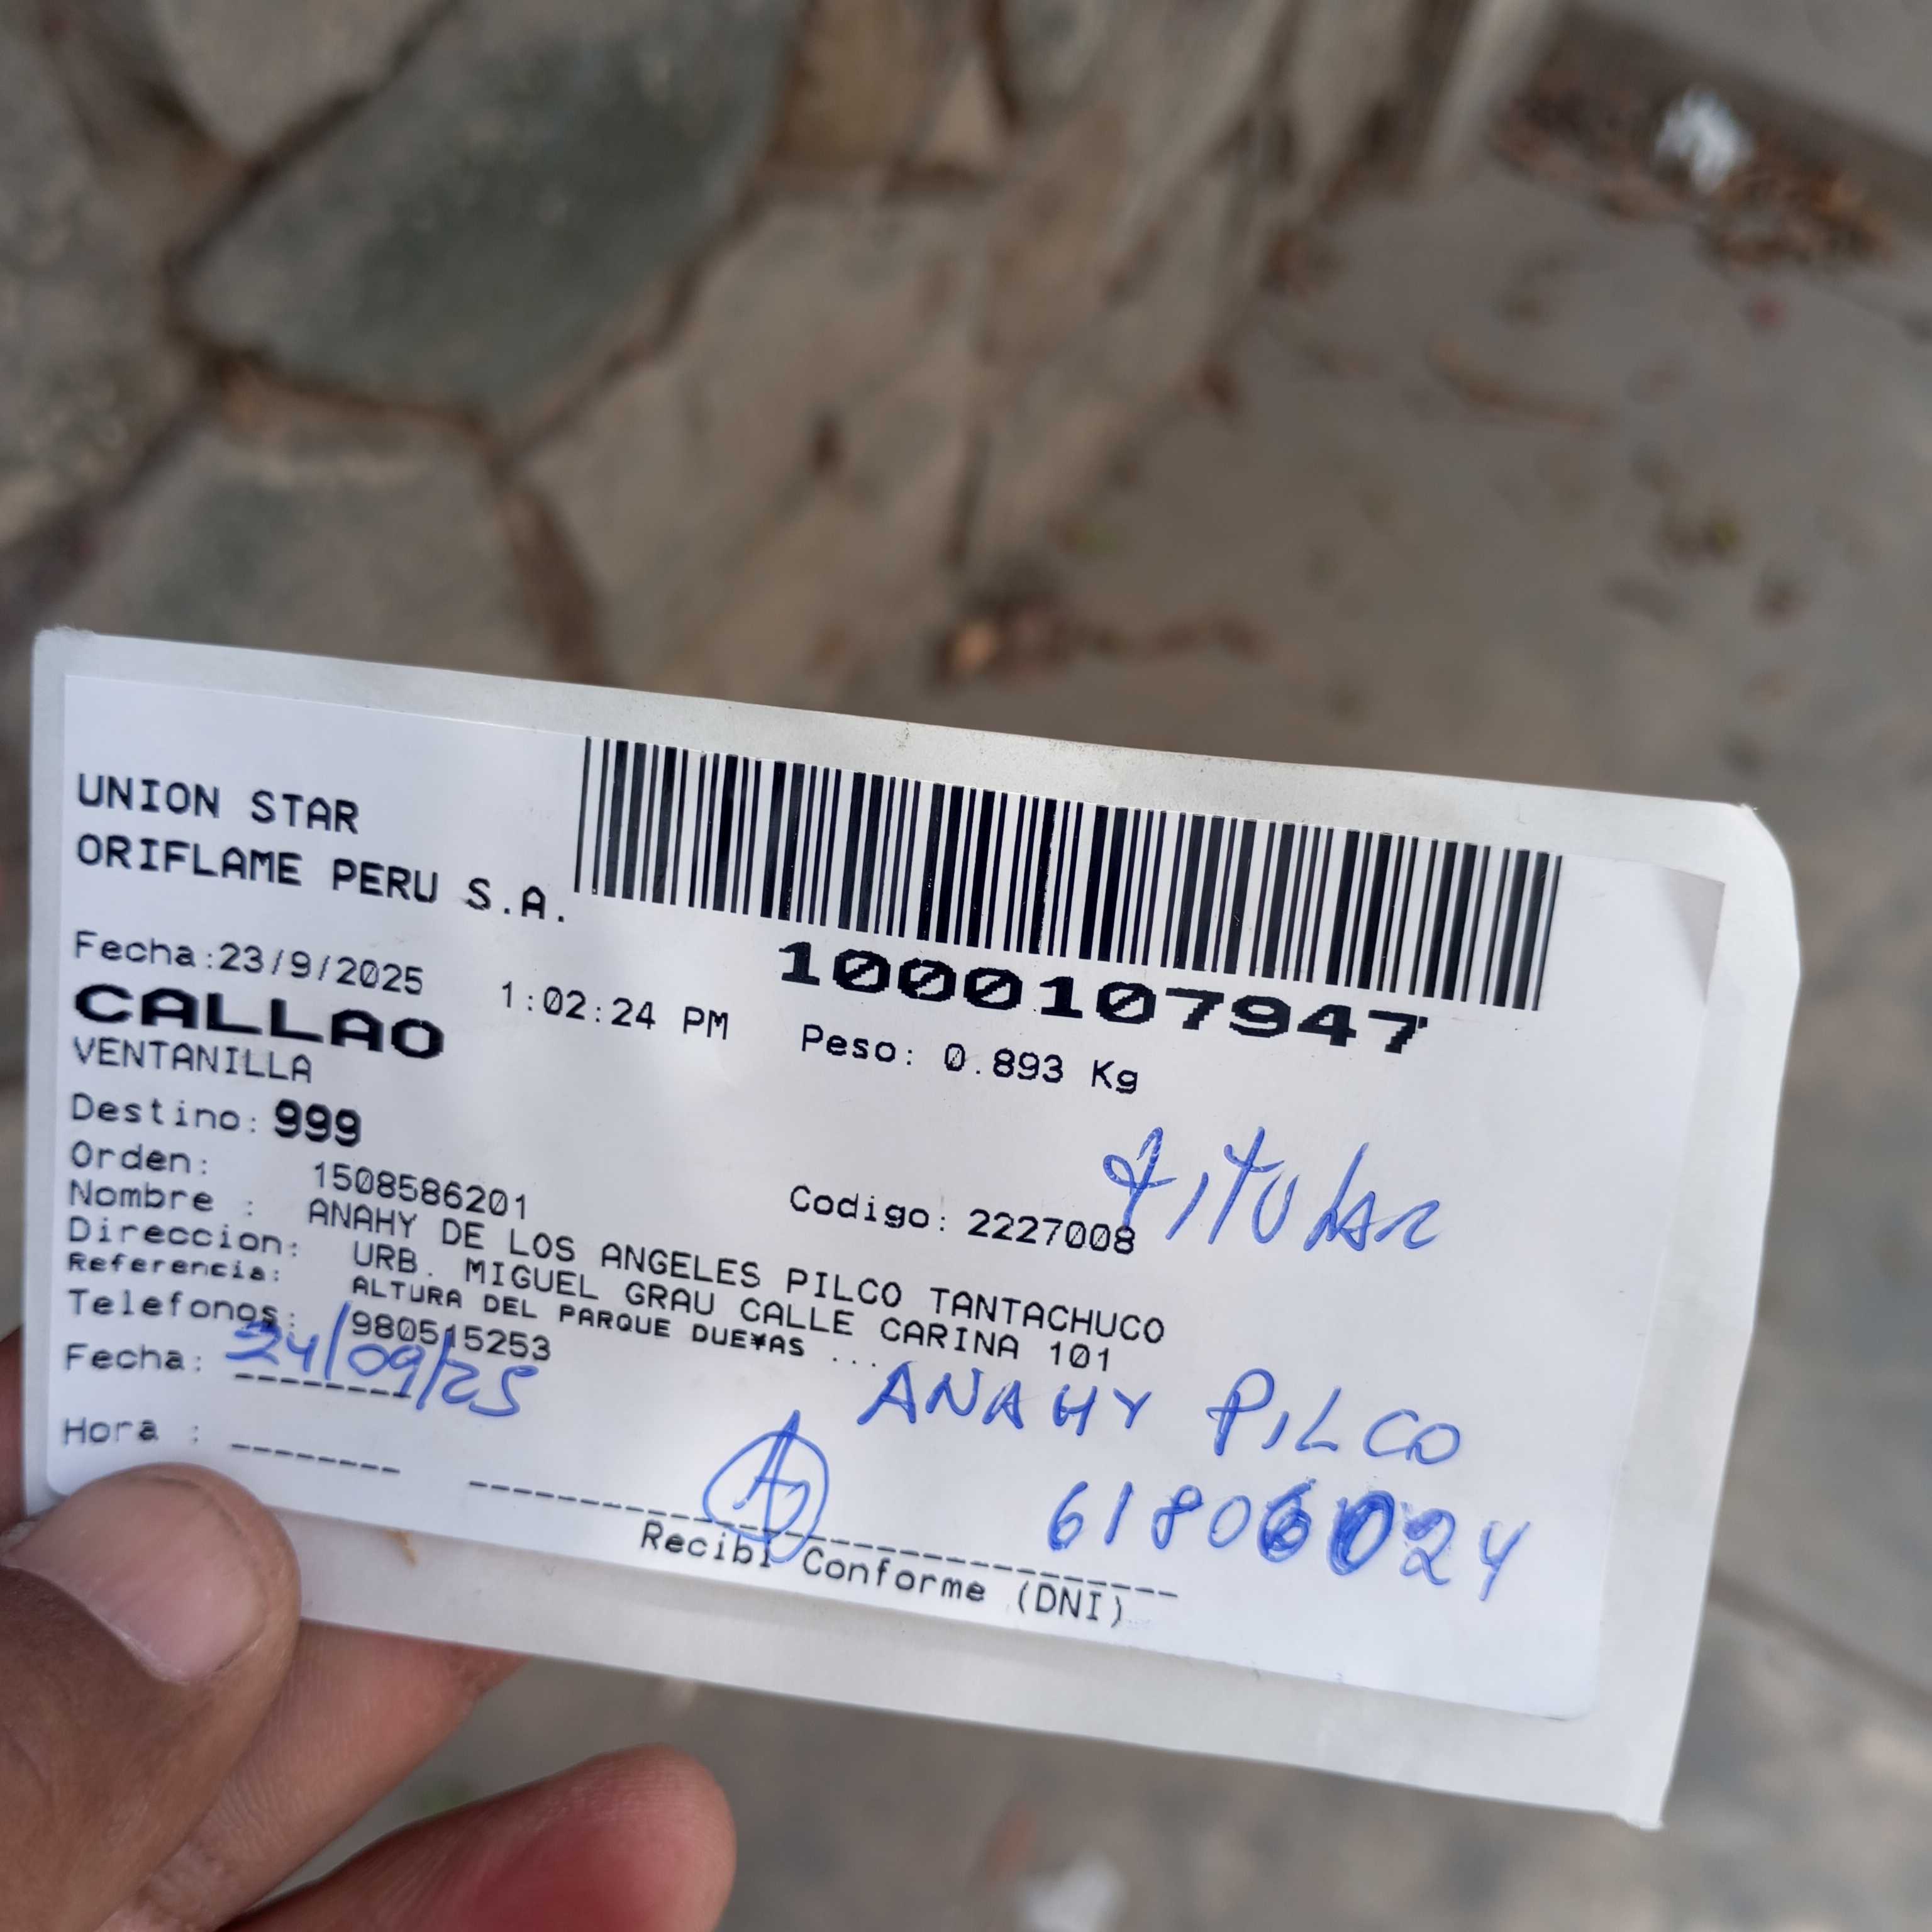 UNION STAR
ORIFLAME PERU S.A.
Fecha:23/9/2025 1:02:24 PM
1000107947
CALLAO
Peso: 0.893 Kg
VENTANILLA
Destino: 999
titular
Orden: 1508586201 Codigo: 2227008
Nombre : ANAHY DE LOS ANGELES PILCO TANTACHUCO
Direccion: URB. MIGUEL GRAU CALLE CARINA 101
Referencia: ALTURA DEL PARQUE DUE¥AS ...
Telefonos: 980515253
Fecha: 24/09/25
ANAHY PILCO
Hora :
61806024
Recibi Conforme (DNI)